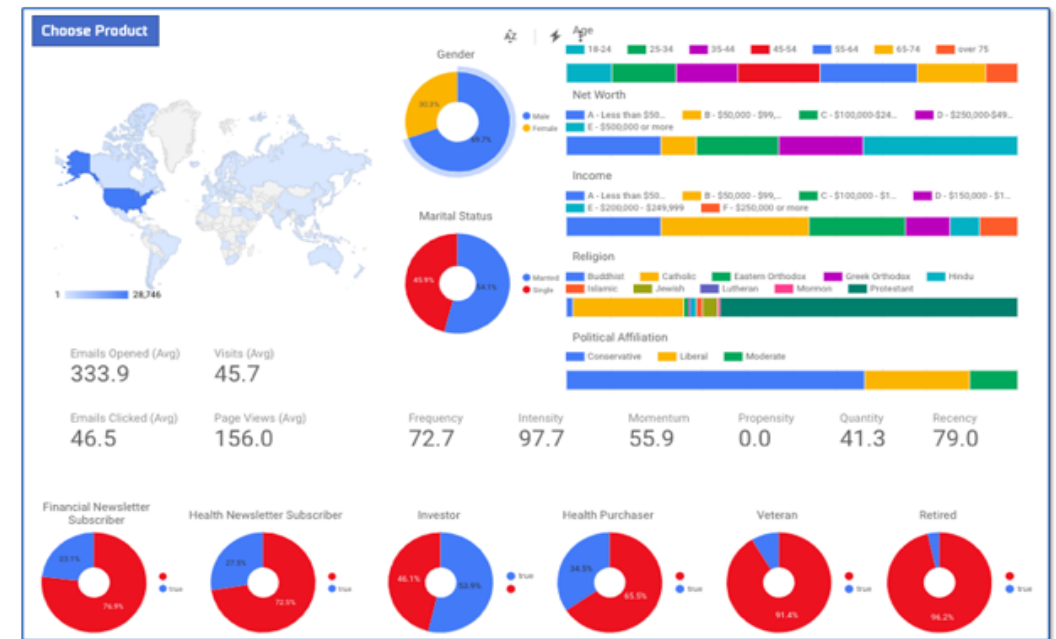 Choose Product
Gender
30.3%
69.7%
Male
Female
Marital Status
45.9%
54.1%
Married
Single
1
28,746
Age
18-24 25-34 35-44 45-54 55-64 65-74 over 75
Net Worth
A - Less than $50... B - $50,000 - $99,... C - $100,000-$24... D - $250,000-$49...
E - $500,000 or more
Income
A - Less than $50... B - $50,000 - $99,... C - $100,000 - $1... D - $150,000 - $1...
E - $200,000 - $249,999 F - $250,000 or more
Religion
Buddhist Catholic Eastern Orthodox Greek Orthodox Hindu
Islamic Jewish Lutheran Mormon Protestant
Political Affiliation
Conservative Liberal Moderate
Emails Opened (Avg) Visits (Avg)
333.9 45.7
Emails Clicked (Avg) Page Views (Avg) Frequency Intensity Momentum Propensity Quantity Recency
46.5 156.0 72.7 97.7 55.9 0.0 41.3 79.0
Financial Newsletter
Subscriber
23.1%
76.9%
true
Health Newsletter Subscriber
27.5%
72.5%
true
Investor
46.1%
53.9%
true
Health Purchaser
34.5%
65.5%
true
Veteran
91.4%
true
Retired
96.2%
true